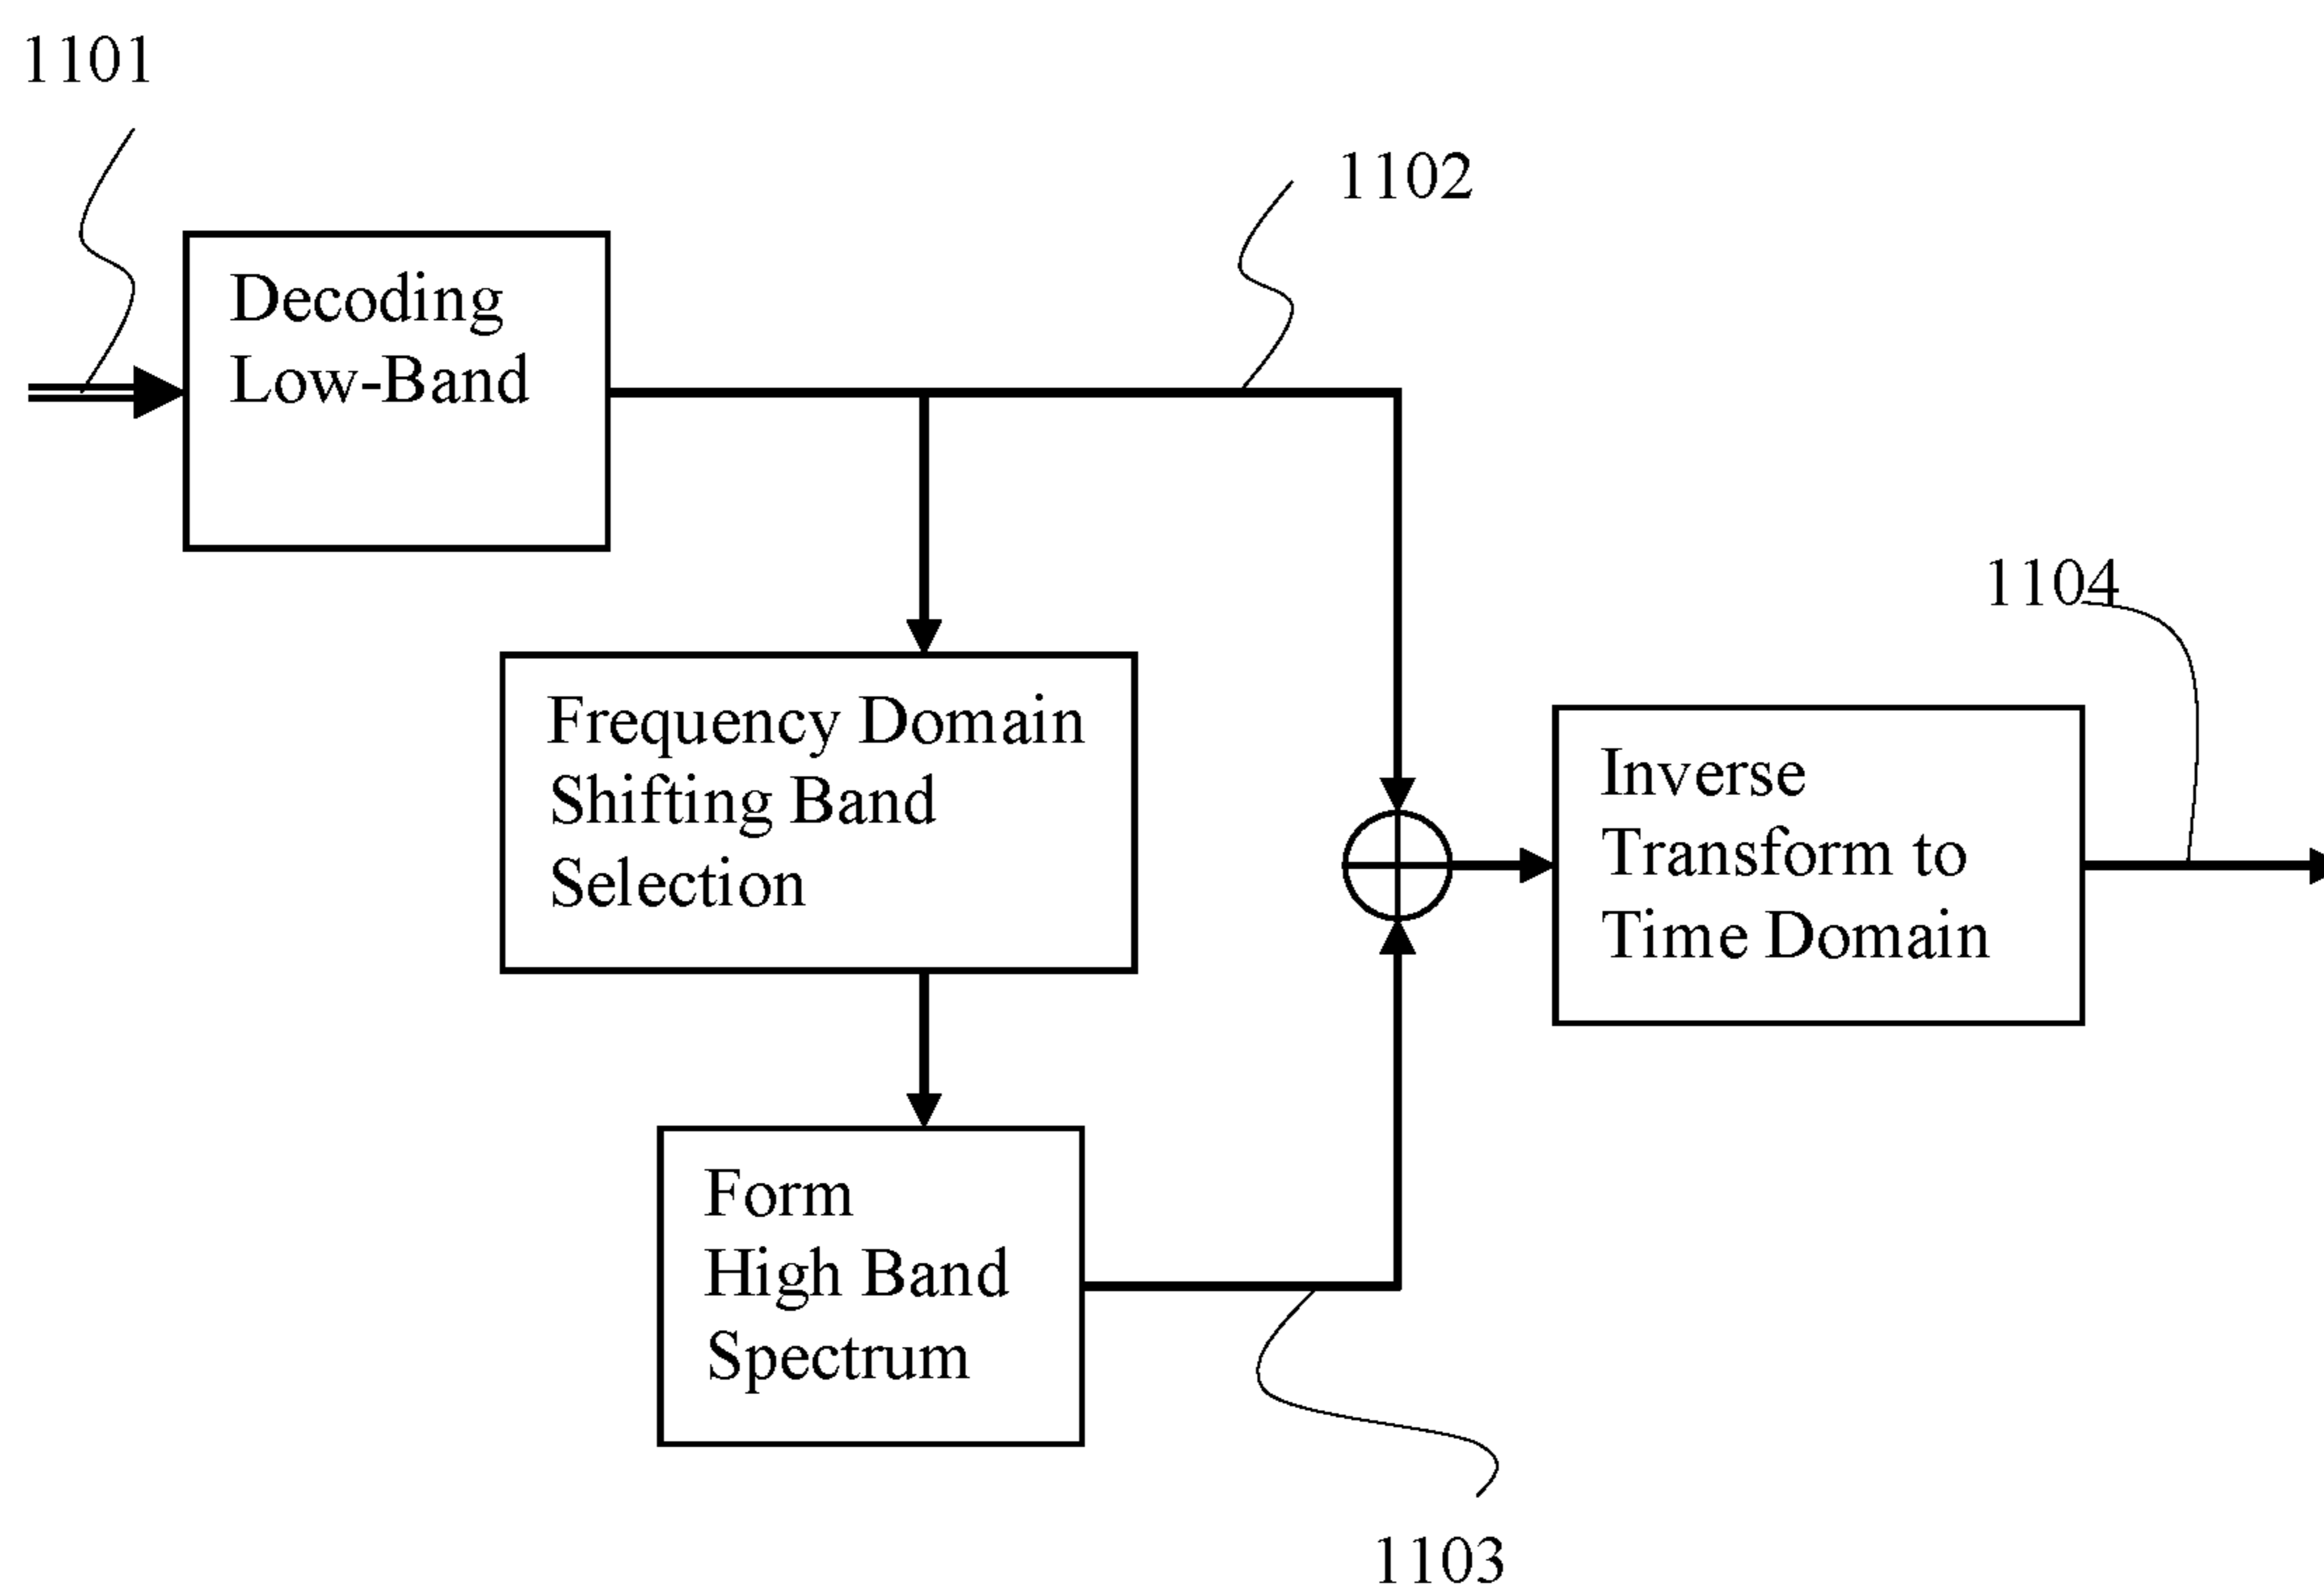 1101
1102
Decoding
Low-Band
1104
Frequency Domain
Shifting Band
Selection
Inverse
Transform to
Time Domain
Form
High Band
Spectrum
1103